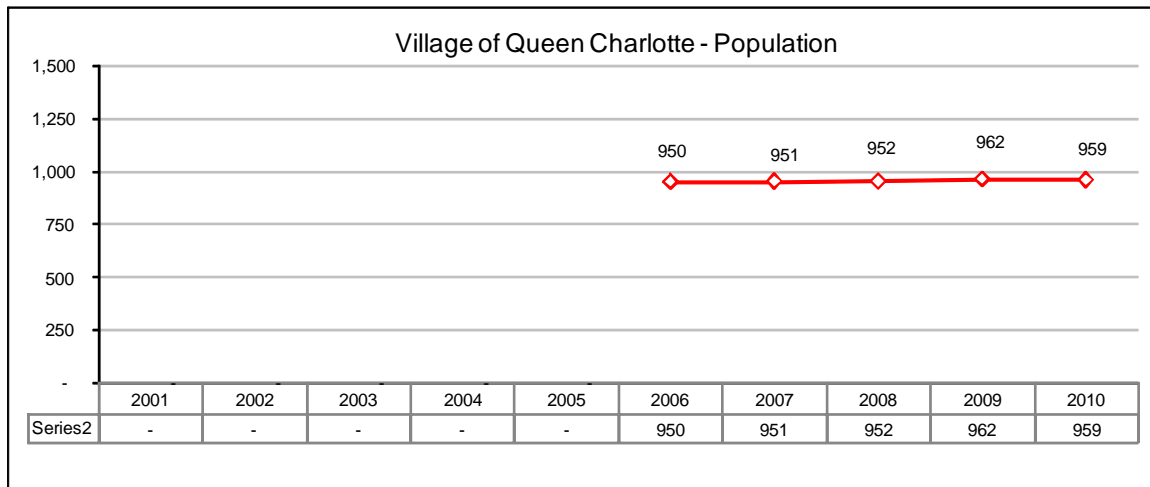 Village of Queen Charlotte - Population
1,500
1,250
950 951 952 962 959
1,000
750
500
250
- - - - - -
2001 2002 2003 2004 2005 2006 2007 2008 2009 2010
Series2 - - - - - 950 951 952 962 959